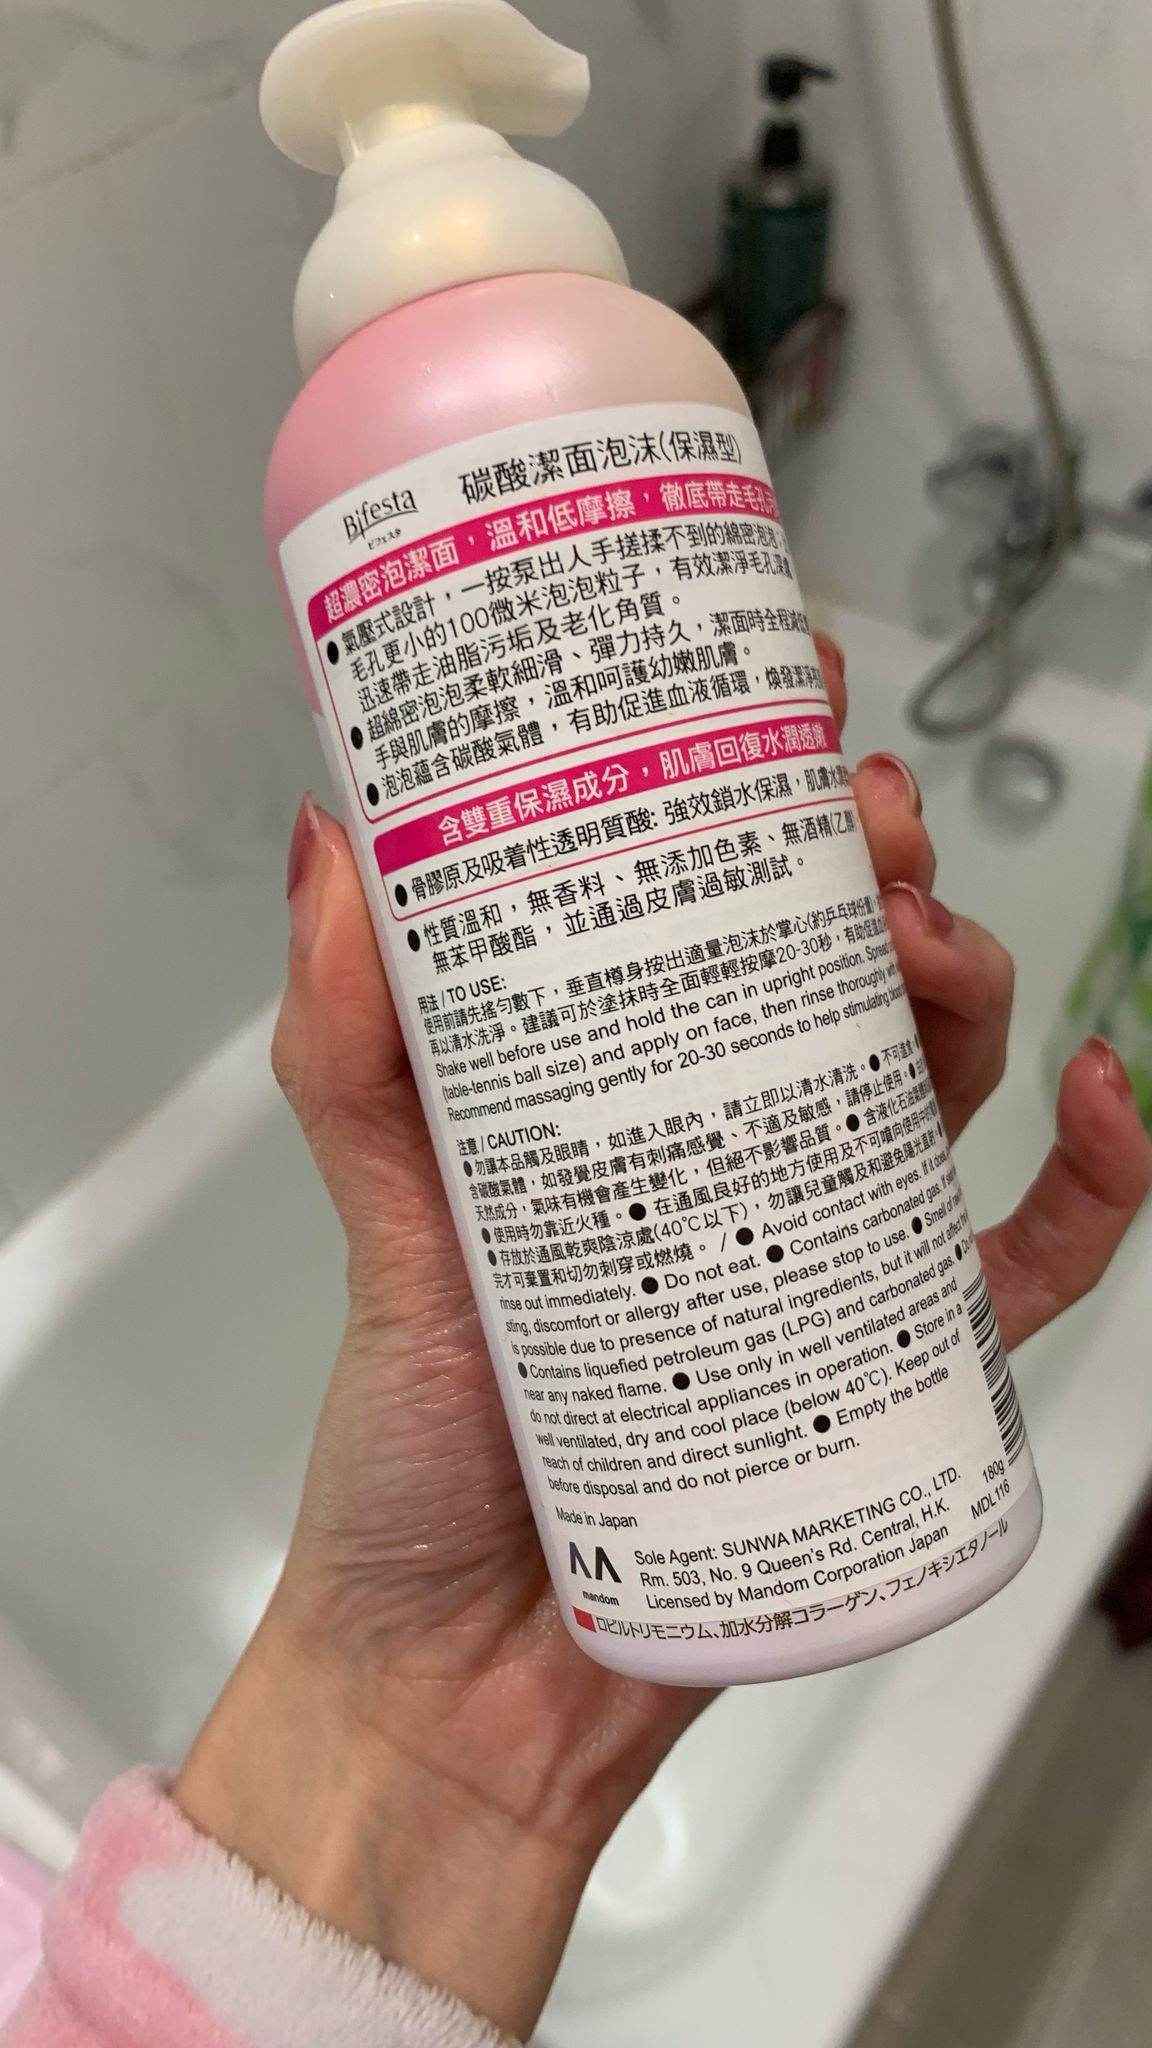 Bifesta
ビフェスタ
碳酸潔面泡沫(保濕型)
超濃密泡潔面，溫和低摩擦，徹底帶走毛孔
● 氣壓式設計，一按泵出人手搓揉不到的綿密泡泡，
毛孔更小的100微米泡泡粒子，有效潔淨毛孔深處
迅速帶走油脂污垢及老化角質。
● 超綿密泡泡柔軟細滑、彈力持久，潔面時全程減低
手與肌膚的摩擦，溫和呵護幼嫩肌膚。
● 泡泡蘊含碳酸氣體，有助促進血液循環，煥發潔淨
含雙重保濕成分，肌膚回復水潤透嫩
● 骨膠原及吸着性透明質酸: 強效鎖水保濕，肌膚水潤
● 性質溫和，無香料、無添加色素、無酒精(乙醇)
無苯甲酸酯，並通過皮膚過敏測試。
用法 / TO USE:
使用前請先搖勻數下，垂直樽身按出適量泡沫於掌心(約乒乓球份量)，
再以清水洗淨。建議可於塗抹時全面輕輕按摩20-30秒，有助促進
Shake well before use and hold the can in upright position. Spread
(table-tennis ball size) and apply on face, then rinse thoroughly with
Recommend massaging gently for 20-30 seconds to help stimulating blood
注意 / CAUTION:
● 勿讓本品觸及眼睛，如進入眼內，請立即以清水清洗。● 不可進食。
含碳酸氣體，如發覺皮膚有刺痛感覺、不適及敏感，請停止使用。●
天然成分，氣味有機會產生變化，但絕不影響品質。● 含液化石油氣體
● 使用時勿靠近火種。● 在通風良好的地方使用及不可噴向使用中的
● 存放於通風乾爽陰涼處(40℃以下)，勿讓兒童觸及和避免陽光直射。
完才可棄置和切勿刺穿或燃燒。 / ● Avoid contact with eyes. If it does,
rinse out immediately. ● Do not eat. ● Contains carbonated gas. If
sting, discomfort or allergy after use, please stop to use. ● Smell of
is possible due to presence of natural ingredients, but it will not affect
● Contains liquefied petroleum gas (LPG) and carbonated gas. ● Do
near any naked flame. ● Use only in well ventilated areas and
do not direct at electrical appliances in operation. ● Store in a
well ventilated, dry and cool place (below 40℃). Keep out of
reach of children and direct sunlight. ● Empty the bottle
before disposal and do not pierce or burn.
Made in Japan
mandom
Sole Agent: SUNWA MARKETING CO., LTD.
Rm. 503, No. 9 Queen's Rd. Central, H.K.
Licensed by Mandom Corporation Japan
180g
MDL116
ロピルトリモニウム、加水分解コラーゲン、フェノキシエタノール